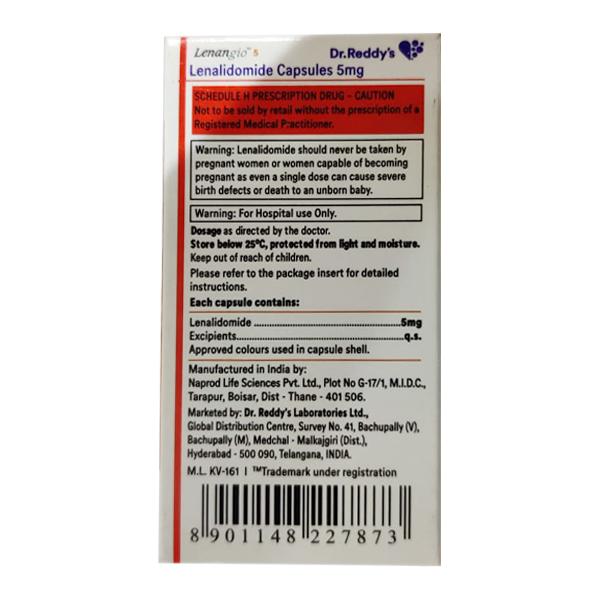 Lenangio™ 5 Dr.Reddy's
Lenalidomide Capsules 5mg
SCHEDULE H PRESCRIPTION DRUG - CAUTION
Not to be sold by retail without the prescription of a
Registered Medical Practitioner.
Warning: Lenalidomide should never be taken by
pregnant women or women capable of becoming
pregnant as even a single dose can cause severe
birth defects or death to an unborn baby.
Warning: For Hospital use Only.
Dosage as directed by the doctor.
Store below 25°C, protected from light and moisture.
Keep out of reach of children.
Please refer to the package insert for detailed
instructions.
Each capsule contains:
Lenalidomide ..........................................5mg
Excipients................................................q.s.
Approved colours used in capsule shell.
Manufactured in India by:
Naprod Life Sciences Pvt. Ltd., Plot No G-17/1, M.I.D.C.,
Tarapur, Boisar, Dist - Thane - 401 506.
Marketed by: Dr. Reddy's Laboratories Ltd.,
Global Distribution Centre, Survey No. 41, Bachupally (V),
Bachupally (M), Medchal - Malkajgiri (Dist.),
Hyderabad - 500 090, Telangana, INDIA.
M.L. KV-161 | ™Trademark under registration
8 901148 227873